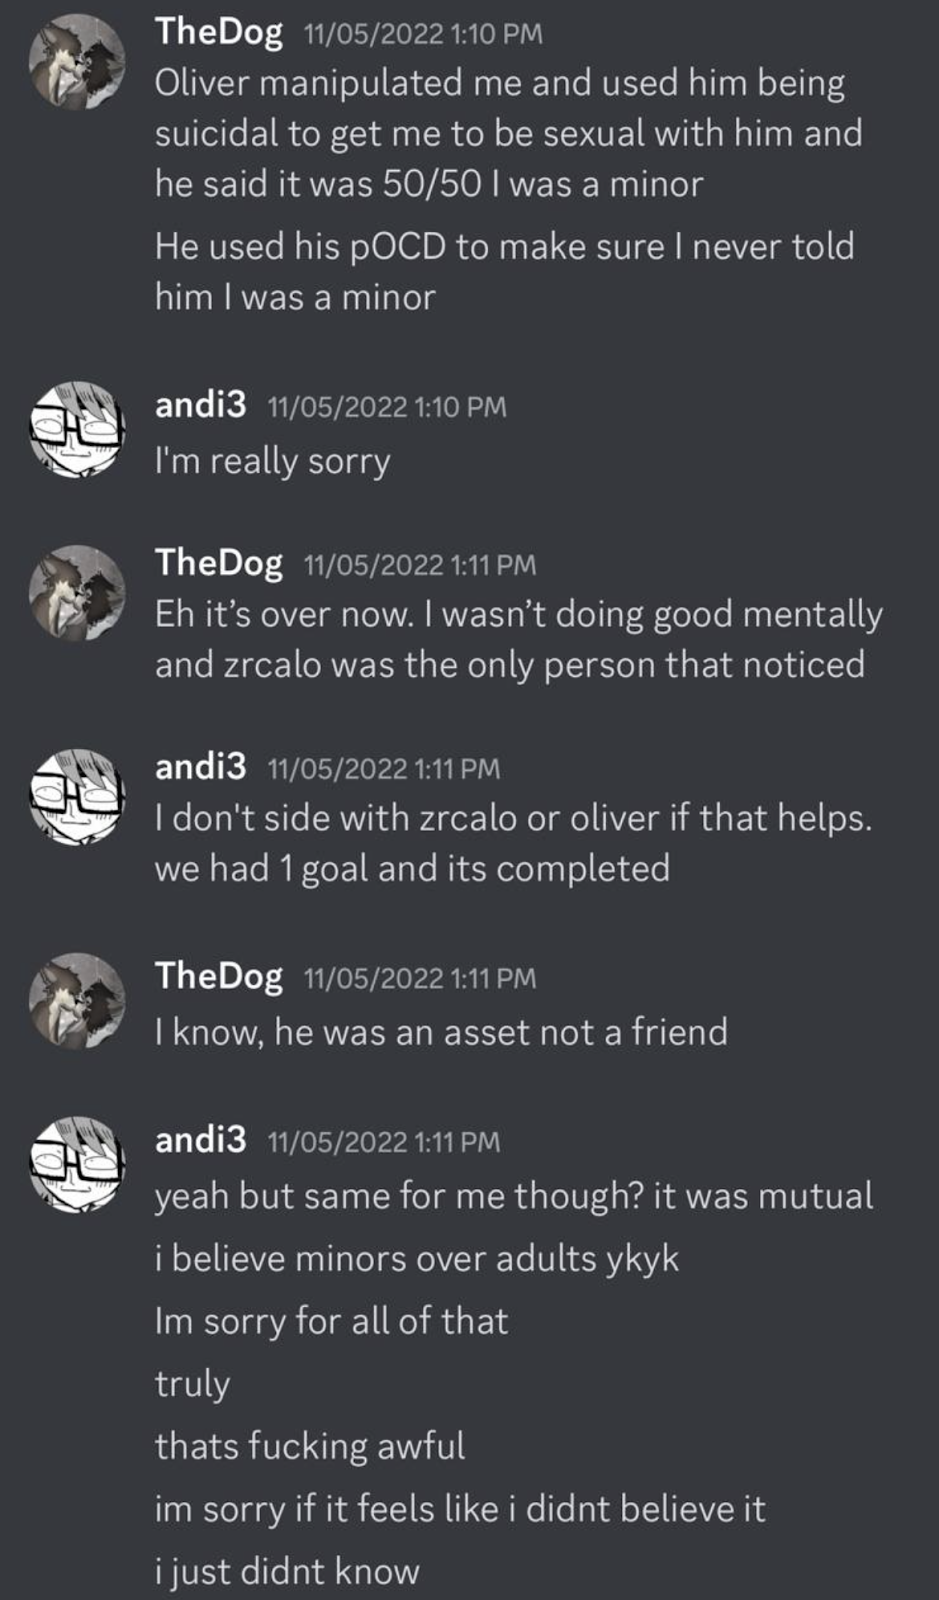 TheDog 11/05/2022 1:10 PM
Oliver manipulated me and used him being
suicidal to get me to be sexual with him and
he said it was 50/50 I was a minor
He used his pOCD to make sure I never told
him I was a minor
andi3 11/05/2022 1:10 PM
I'm really sorry
TheDog 11/05/2022 1:11 PM
Eh it’s over now. I wasn’t doing good mentally
and zrcalo was the only person that noticed
andi3 11/05/2022 1:11 PM
I don't side with zrcalo or oliver if that helps.
we had 1 goal and its completed
TheDog 11/05/2022 1:11 PM
I know, he was an asset not a friend
andi3 11/05/2022 1:11 PM
yeah but same for me though? it was mutual
i believe minors over adults ykyk
Im sorry for all of that
truly
thats fucking awful
im sorry if it feels like i didnt believe it
i just didnt know